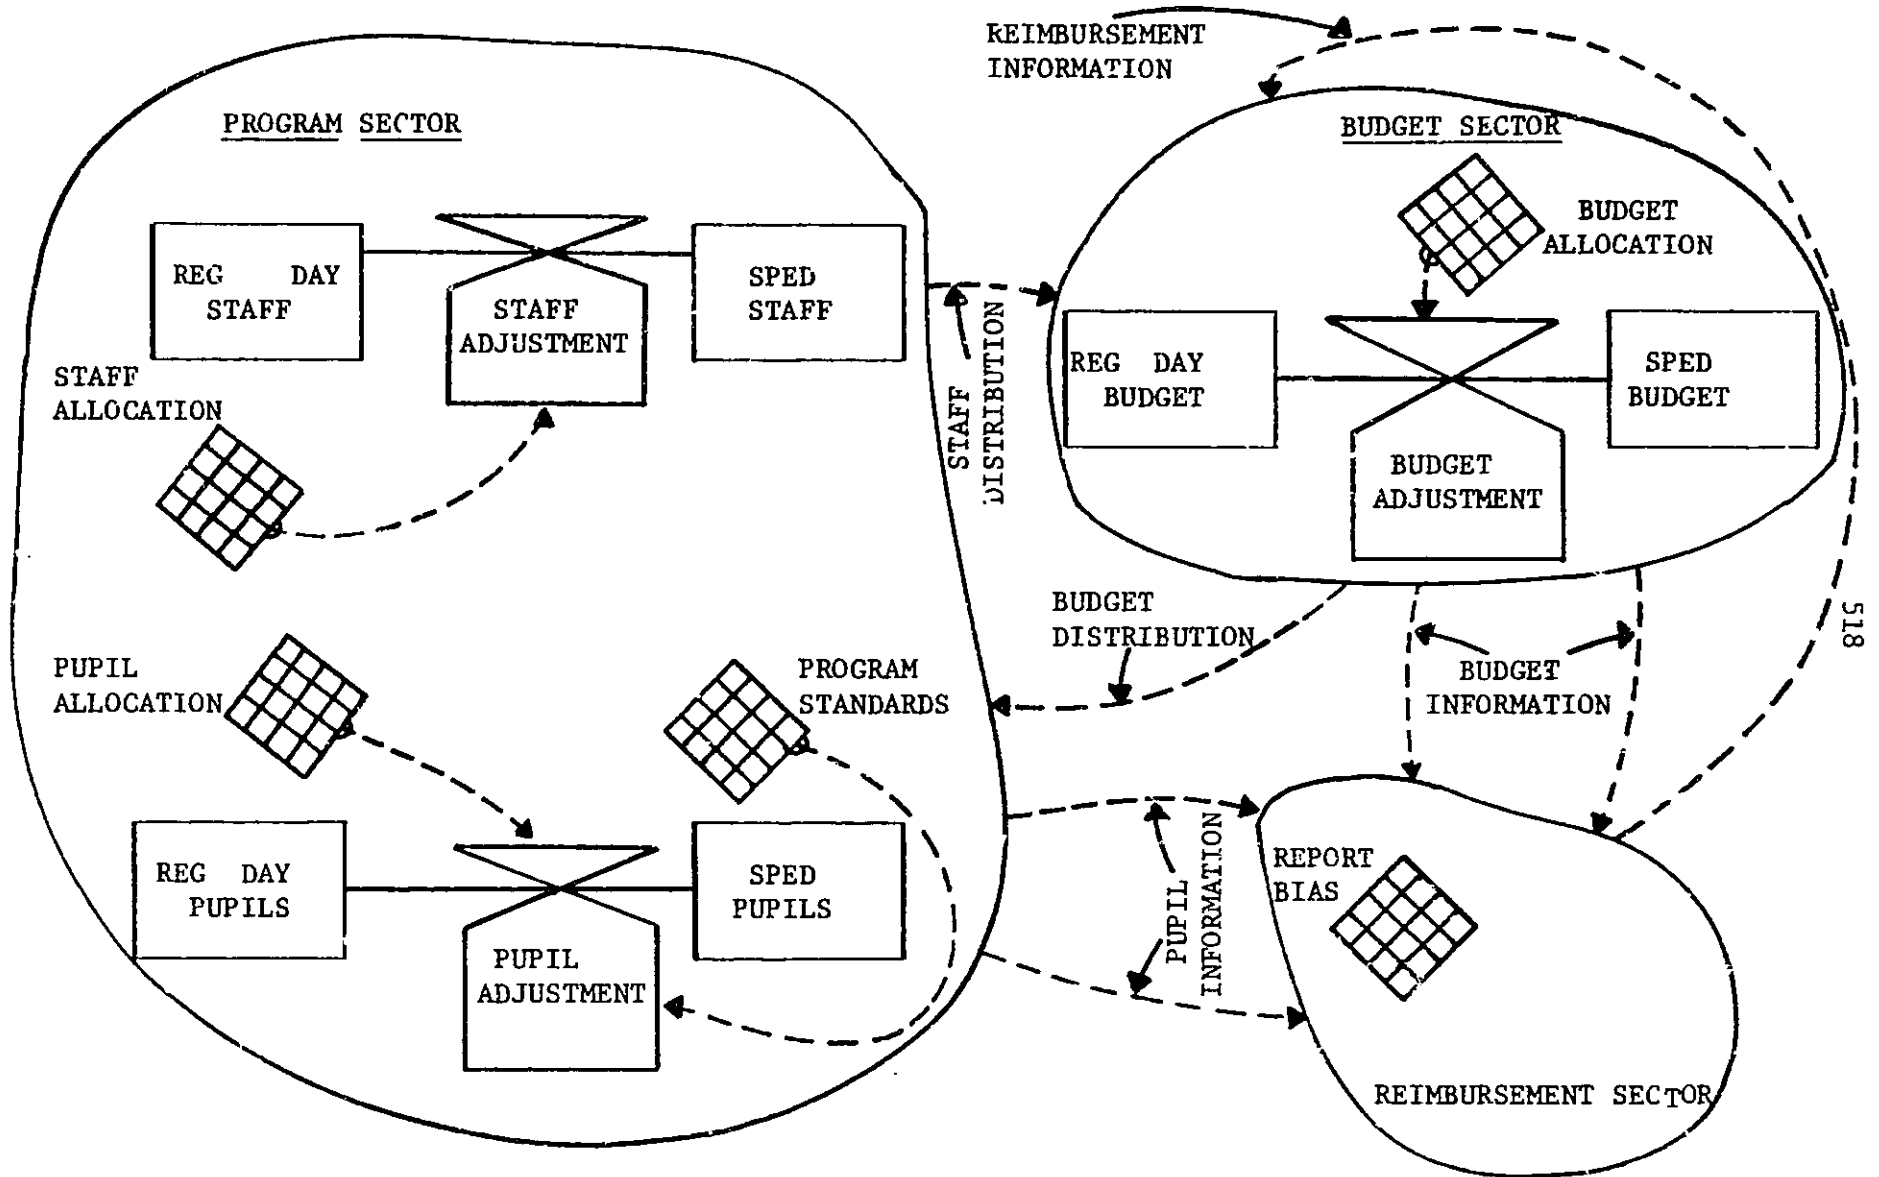 REIMBURSEMENT
INFORMATION
PROGRAM SECTOR
REG DAY
STAFF
STAFF
ADJUSTMENT
SPED
STAFF
STAFF
ALLOCATION
PUPIL
ALLOCATION
PROGRAM
STANDARDS
REG DAY
PUPILS
PUPIL
ADJUSTMENT
SPED
PUPILS
STAFF
DISTRIBUTION
BUDGET SECTOR
BUDGET
ALLOCATION
REG DAY
BUDGET
SPED
BUDGET
BUDGET
ADJUSTMENT
BUDGET
DISTRIBUTION
BUDGET
INFORMATION
518
PUPIL
INFORMATION
REPORT
BIAS
REIMBURSEMENT SECTOR